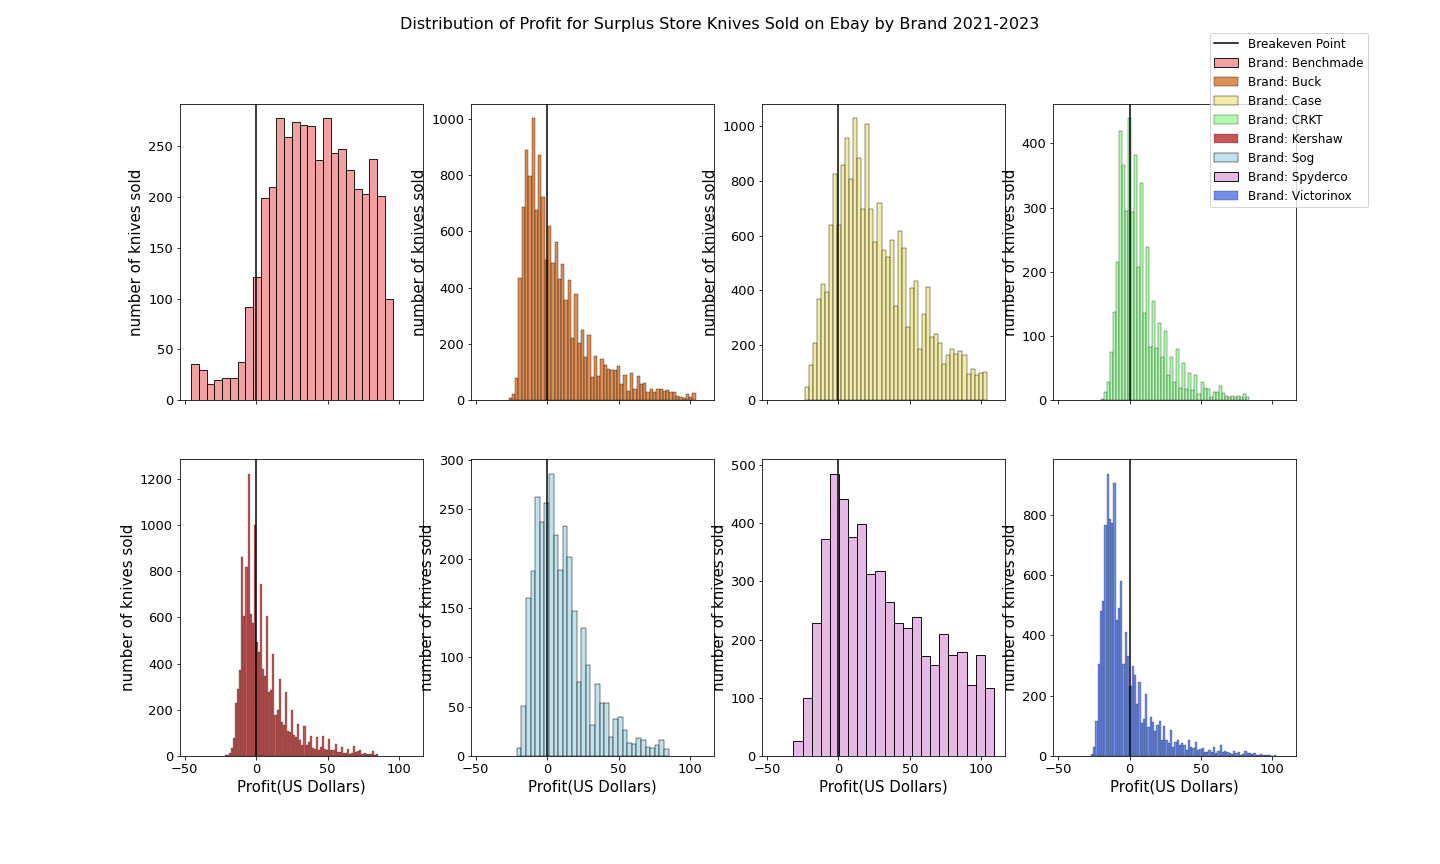 Distribution of Profit for Surplus Store Knives Sold on Ebay by Brand 2021-2023
Breakeven Point
Brand: Benchmade
Brand: Buck
Brand: Case
Brand: CRKT
Brand: Kershaw
Brand: Sog
Brand: Spyderco
Brand: Victorinox
number of knives sold
250
200
150
100
50
0
number of knives sold
1000
800
600
400
200
0
number of knives sold
1000
800
600
400
200
0
number of knives sold
400
300
200
100
0
number of knives sold
1200
1000
800
600
400
200
0
−50 0 50 100
Profit(US Dollars)
number of knives sold
300
250
200
150
100
50
0
−50 0 50 100
Profit(US Dollars)
number of knives sold
500
400
300
200
100
0
−50 0 50 100
Profit(US Dollars)
number of knives sold
800
600
400
200
0
−50 0 50 100
Profit(US Dollars)